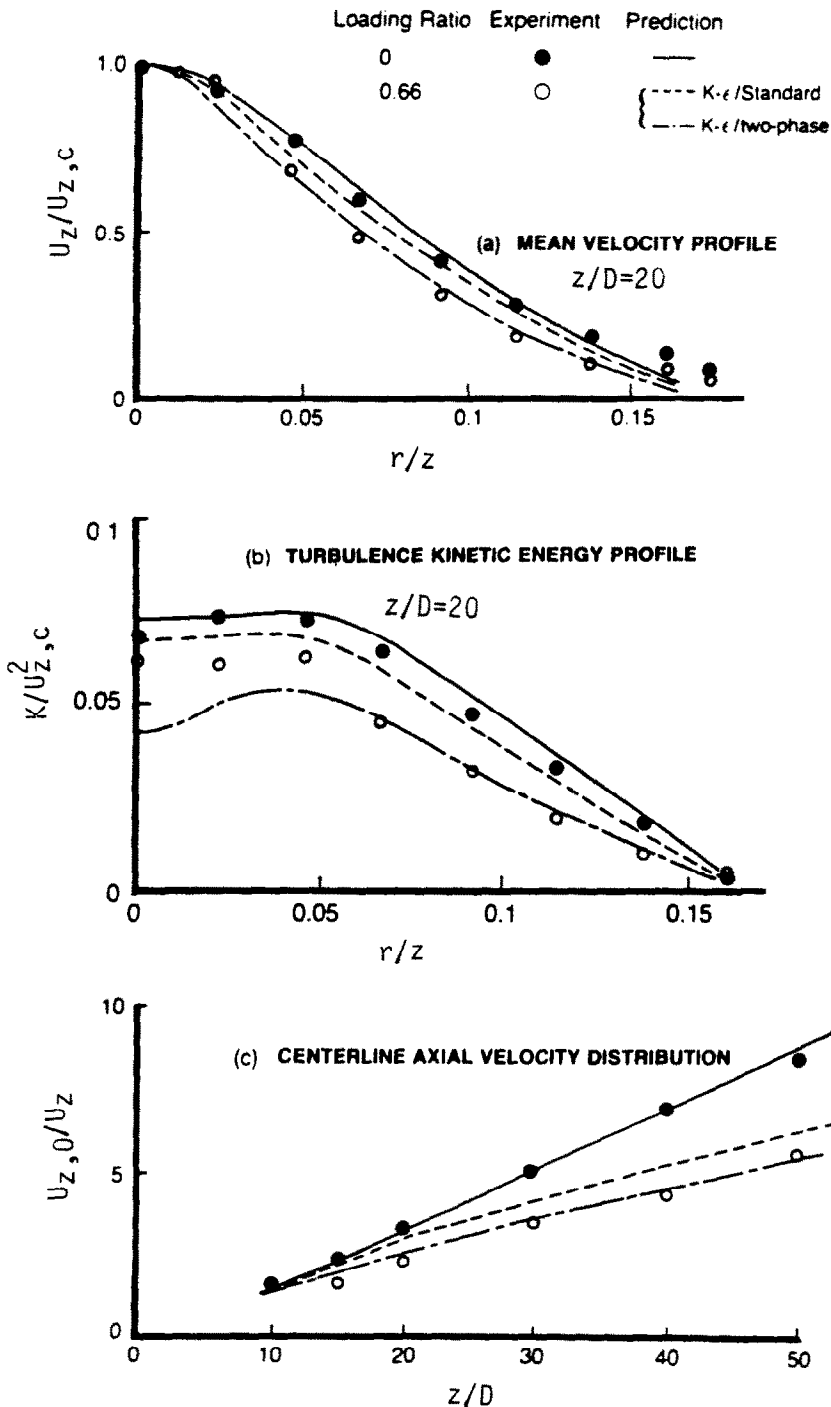 Loading Ratio Experiment Prediction
0
0.66
K-ϵ/Standard
K-ϵ/two-phase
1.0
0.5
0
U_Z/U_Z,C
(a) MEAN VELOCITY PROFILE
z/D=20
0 0.05 0.1 0.15
r/z
0 1
0.05
0
K/U_Z,C^2
(b) TURBULENCE KINETIC ENERGY PROFILE
z/D=20
0 0.05 0.1 0.15
r/z
10
5
0
U_Z,0/U_Z
(c) CENTERLINE AXIAL VELOCITY DISTRIBUTION
10 20 30 40 50
z/D